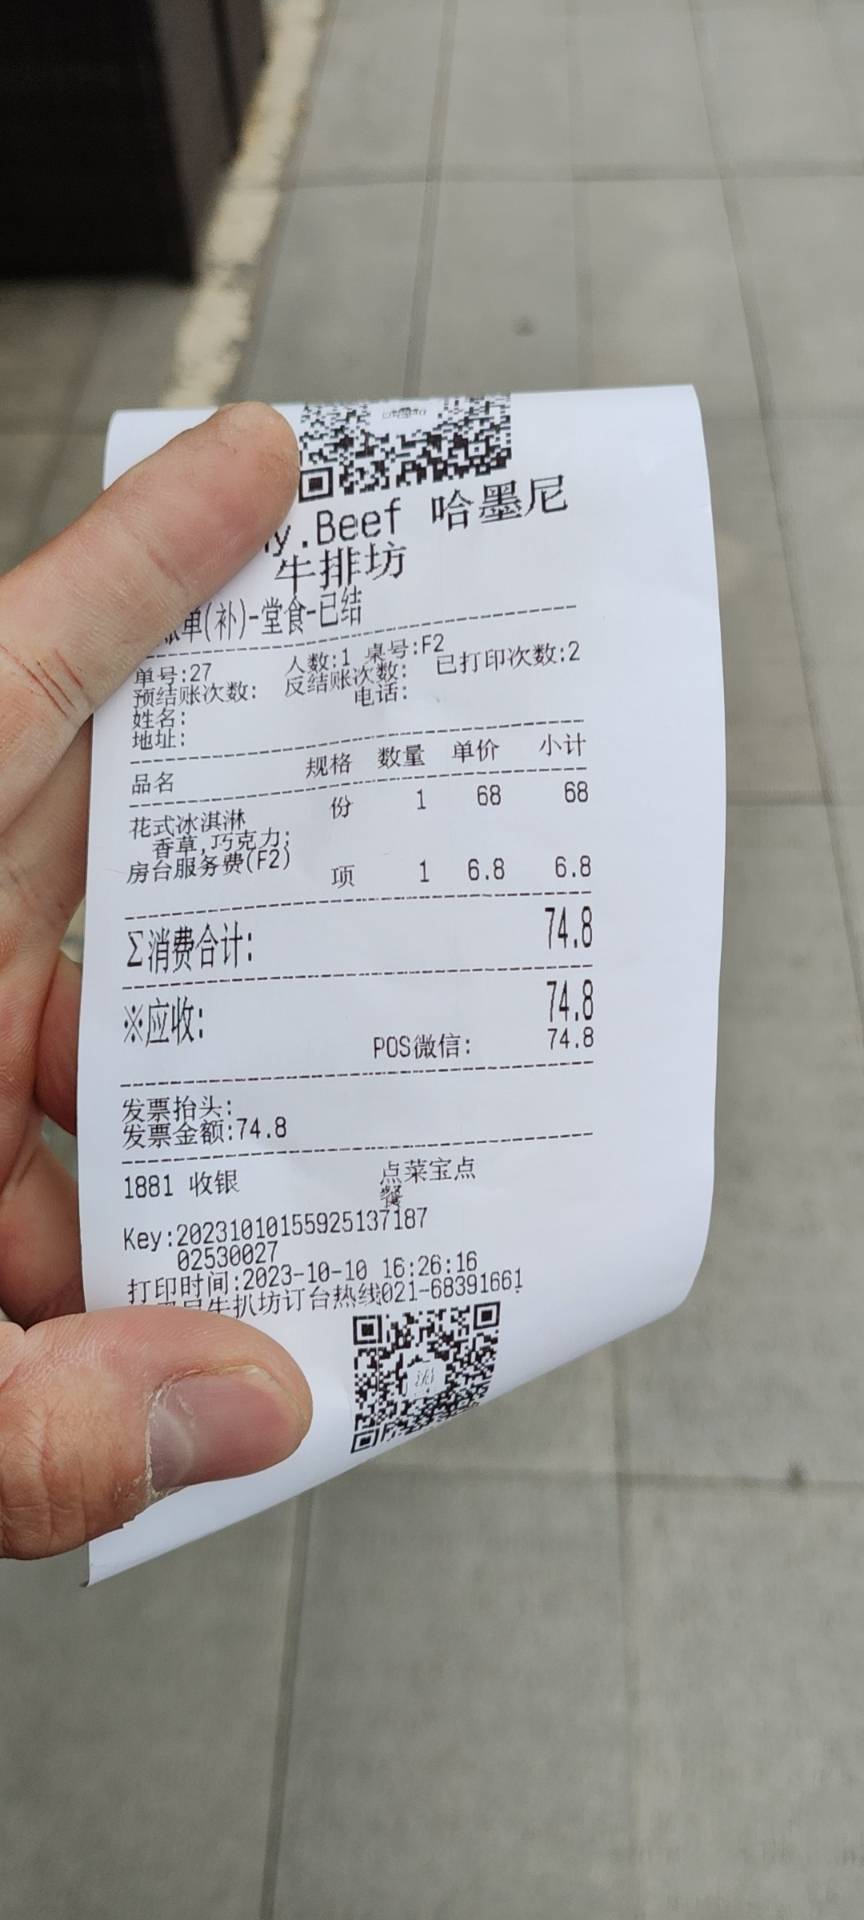 .Beef 哈墨尼
牛排坊
单(补)-堂食-已结
单号:27 人数:1 桌号:F2
预结账次数: 反结账次数: 已打印次数:2
姓名: 电话:
地址:
品名 规格 数量 单价 小计
花式冰淇淋 份 1 68 68
香草,巧克力;
房台服务费(F2) 项 1 6.8 6.8
Σ消费合计: 74.8
※应收: 74.8
POS微信: 74.8
发票抬头:
发票金额:74.8
1881 收银 点菜宝点
餐
Key:20231010155925137187
02530027
打印时间:2023-10-10 16:26:16
牛扒坊订台热线021-68391661